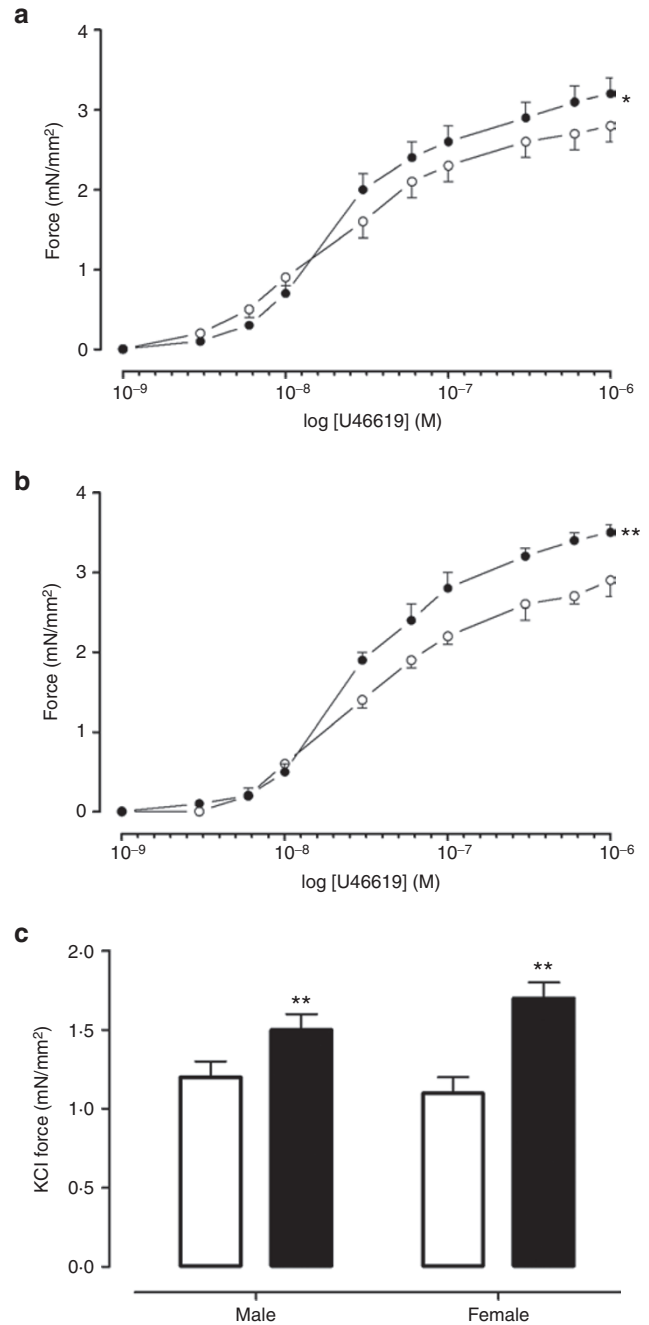 a
4
3
2
1
0
Force (mN/mm²)
*
10⁻⁹ 10⁻⁸ 10⁻⁷ 10⁻⁶
log [U46619] (M)
b
4
3
2
1
0
Force (mN/mm²)
**
10⁻⁹ 10⁻⁸ 10⁻⁷ 10⁻⁶
log [U46619] (M)
c
2·0
1·5
1·0
0·5
0·0
KCl force (mN/mm²)
**
**
Male Female